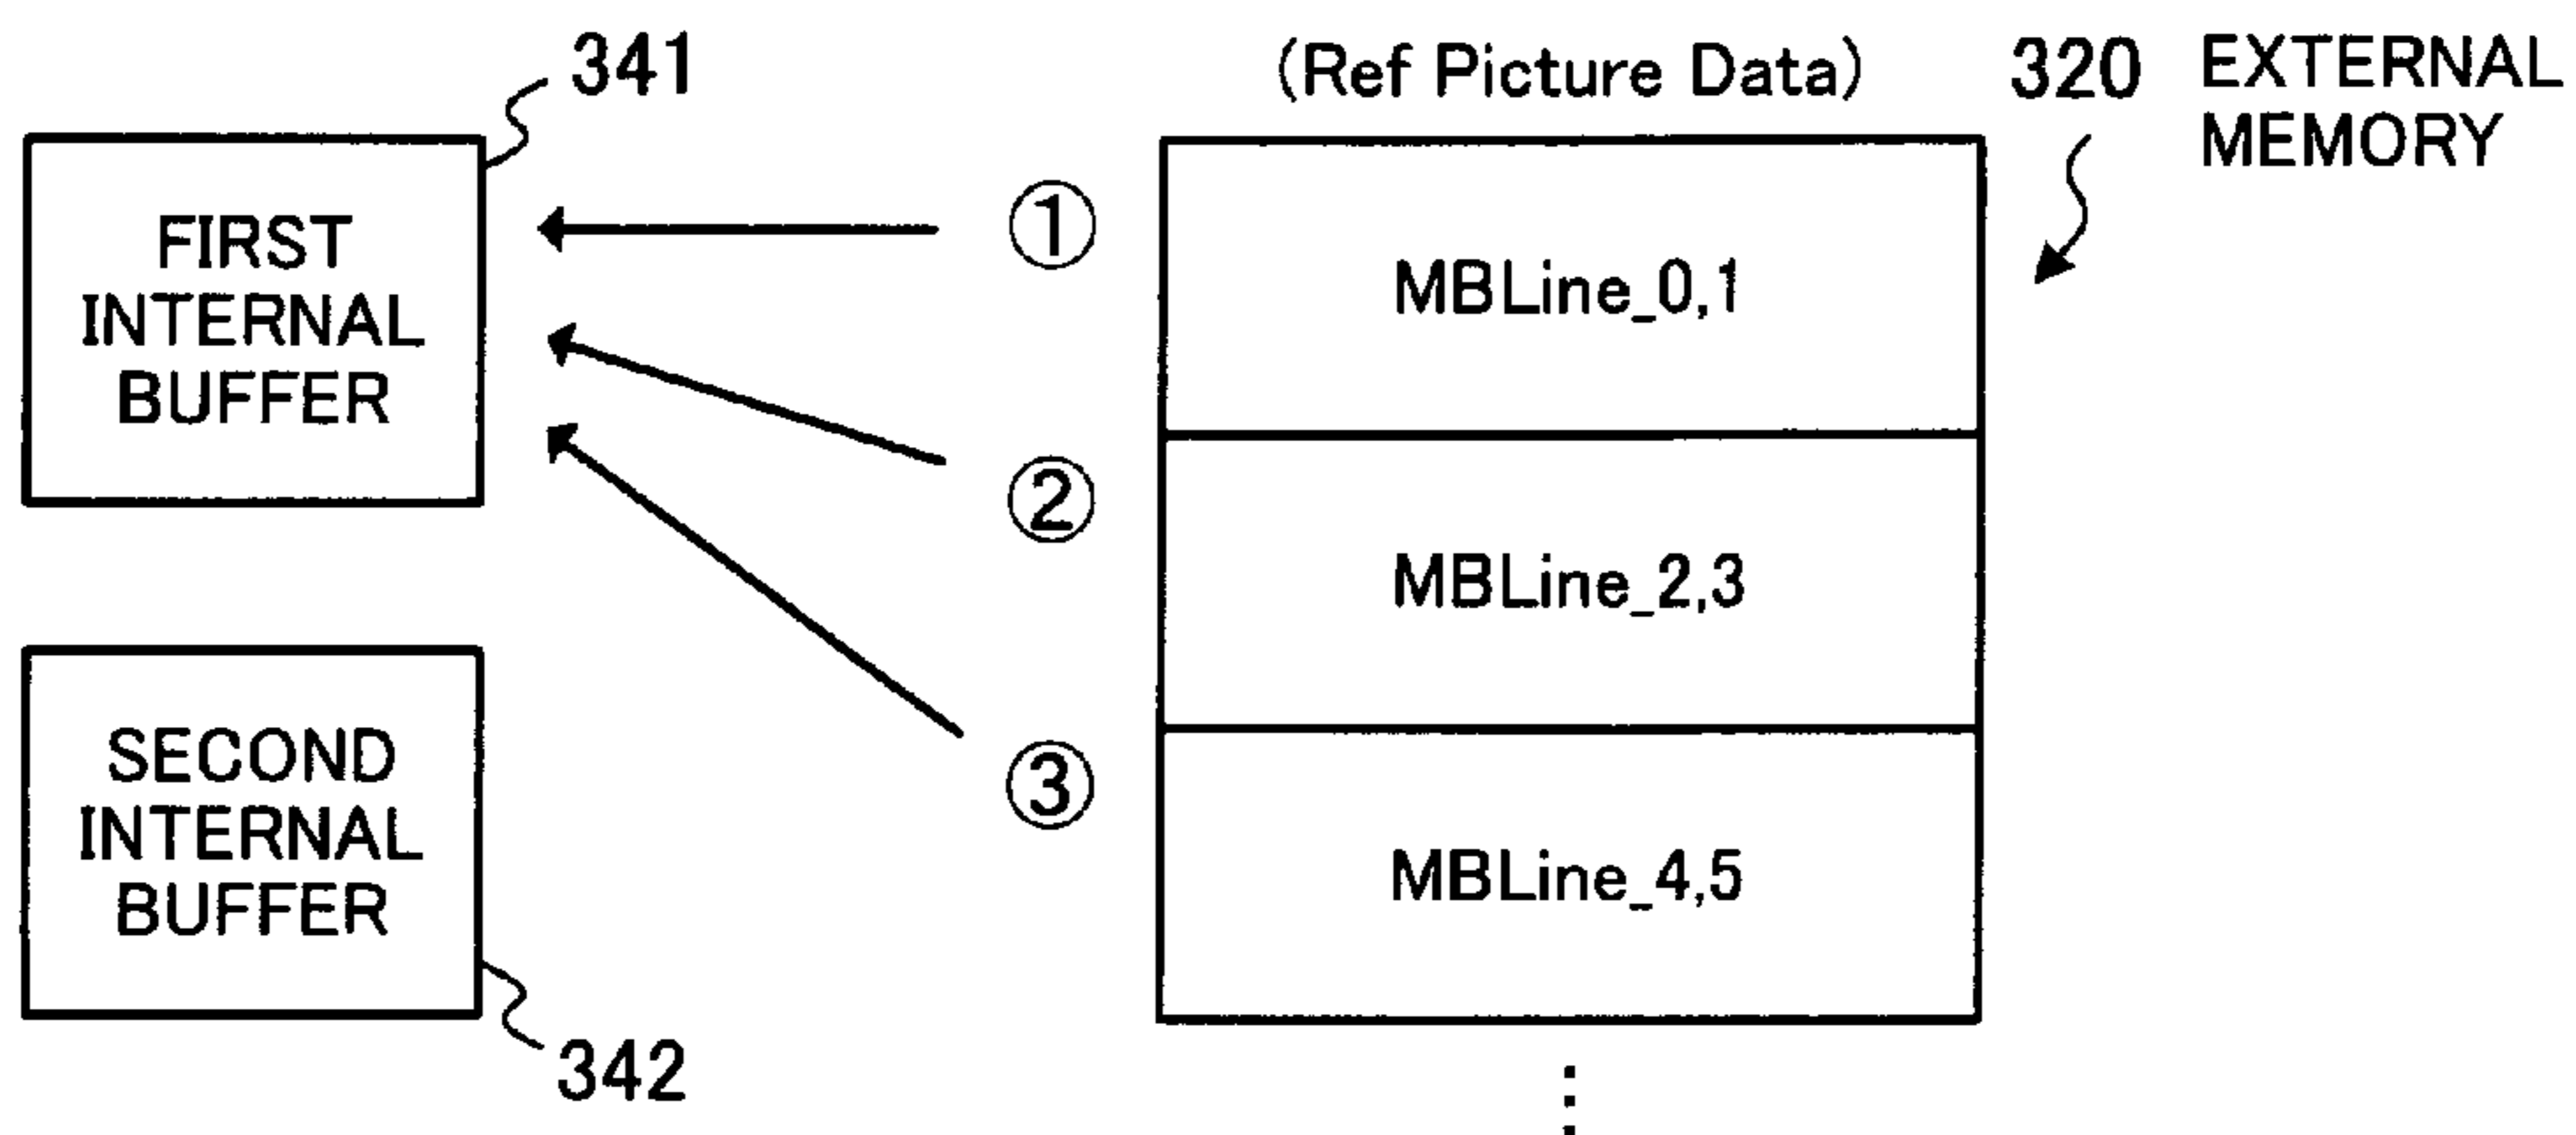 341
(Ref Picture Data)
320 EXTERNAL
MEMORY
FIRST
INTERNAL
BUFFER
①
MBLine_0,1
②
MBLine_2,3
③
MBLine_4,5
SECOND
INTERNAL
BUFFER
342